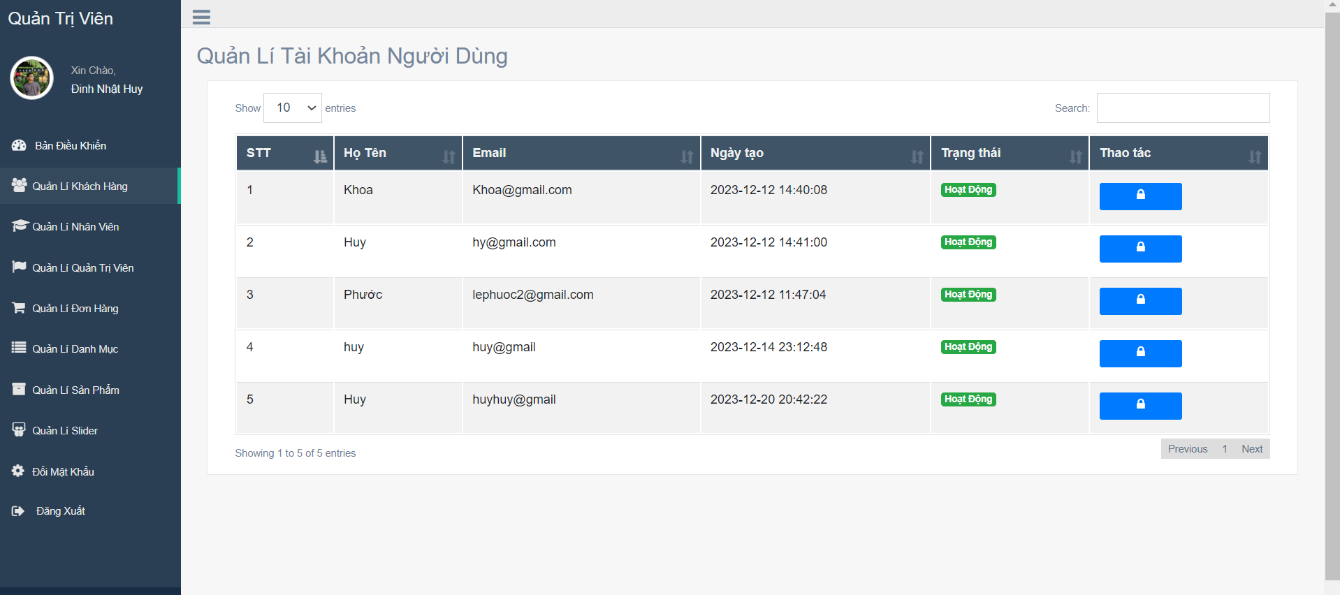 Quản Trị Viên
Xin Chào,
Đinh Nhật Huy
Bản Điều Khiển
Quản Lí Khách Hàng
Quản Lí Nhân Viên
Quản Lí Quản Trị Viên
Quản Lí Đơn Hàng
Quản Lí Danh Mục
Quản Lí Sản Phẩm
Quản Lí Slider
Đổi Mật Khẩu
Đăng Xuất
Quản Lí Tài Khoản Người Dùng
Show 10 entries Search:
STT Họ Tên Email Ngày tạo Trạng thái Thao tác
1 Khoa Khoa@gmail.com 2023-12-12 14:40:08 Hoạt Động
2 Huy hy@gmail.com 2023-12-12 14:41:00 Hoạt Động
3 Phước lephuoc2@gmail.com 2023-12-12 11:47:04 Hoạt Động
4 huy huy@gmail 2023-12-14 23:12:48 Hoạt Động
5 Huy huyhuy@gmail 2023-12-20 20:42:22 Hoạt Động
Showing 1 to 5 of 5 entries Previous 1 Next